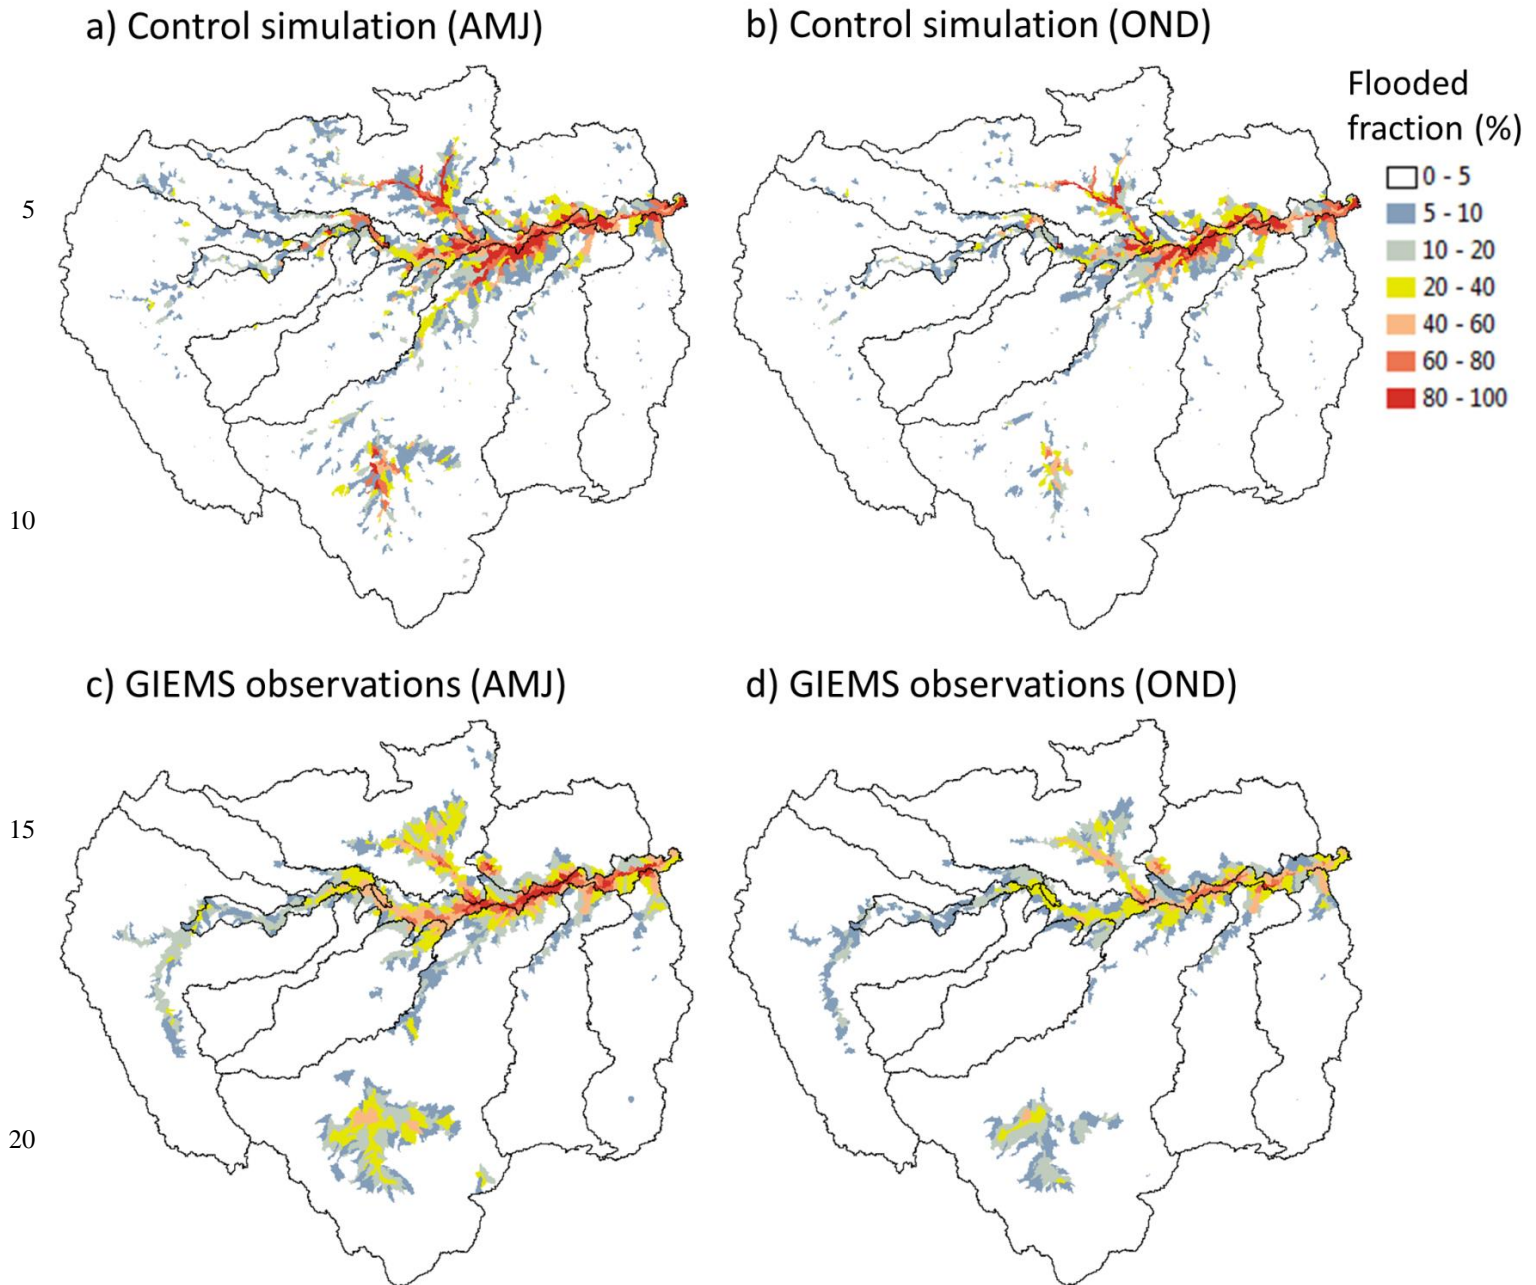 a) Control simulation (AMJ)
b) Control simulation (OND)
Flooded
fraction (%)
0 - 5
5 - 10
10 - 20
20 - 40
40 - 60
60 - 80
80 - 100
5
10
c) GIEMS observations (AMJ)
d) GIEMS observations (OND)
15
20